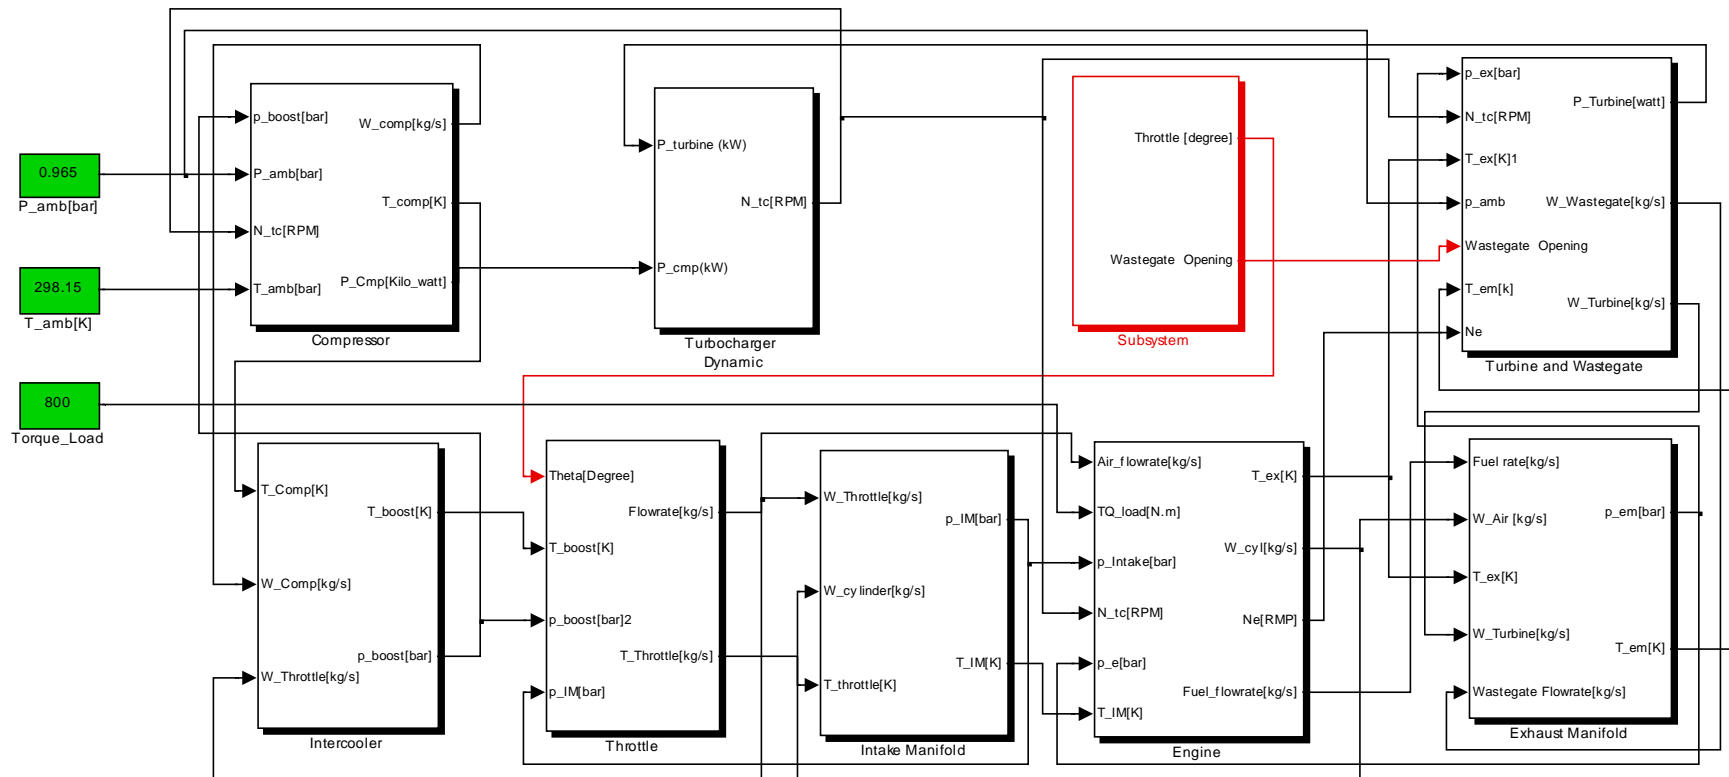 0.965
P_amb[bar]
298.15
T_amb[K]
800
Torque_Load
p_boost[bar]
P_amb[bar]
N_tc[RPM]
T_amb[bar]
W_comp[kg/s]
T_comp[K]
P_Cmp[Kilo_watt]
Compressor
P_turbine (kW)
P_cmp(kW)
N_tc[RPM]
Turbocharger
Dynamic
Throttle [degree]
Wastegate Opening
Subsystem
p_ex[bar]
N_tc[RPM]
T_ex[K]1
p_amb
Wastegate Opening
T_em[k]
Ne
P_Turbine[watt]
W_Wastegate[kg/s]
W_Turbine[kg/s]
Turbine and Wastegate
T_Comp[K]
W_Comp[kg/s]
W_Throttle[kg/s]
T_boost[K]
p_boost[bar]
Intercooler
Theta[Degree]
T_boost[K]
p_boost[bar]2
p_IM[bar]
Flowrate[kg/s]
T_Throttle[kg/s]
Throttle
W_Throttle[kg/s]
W_cylinder[kg/s]
T_throttle[K]
p_IM[bar]
T_IM[K]
Intake Manifold
Air_flowrate[kg/s]
TQ_load[N.m]
p_Intake[bar]
N_tc[RPM]
p_e[bar]
T_IM[K]
T_ex[K]
W_cyl[kg/s]
Ne[RMP]
Fuel_flowrate[kg/s]
Engine
Fuel rate[kg/s]
W_Air [kg/s]
T_ex[K]
W_Turbine[kg/s]
Wastegate Flowrate[kg/s]
p_em[bar]
T_em[K]
Exhaust Manifold